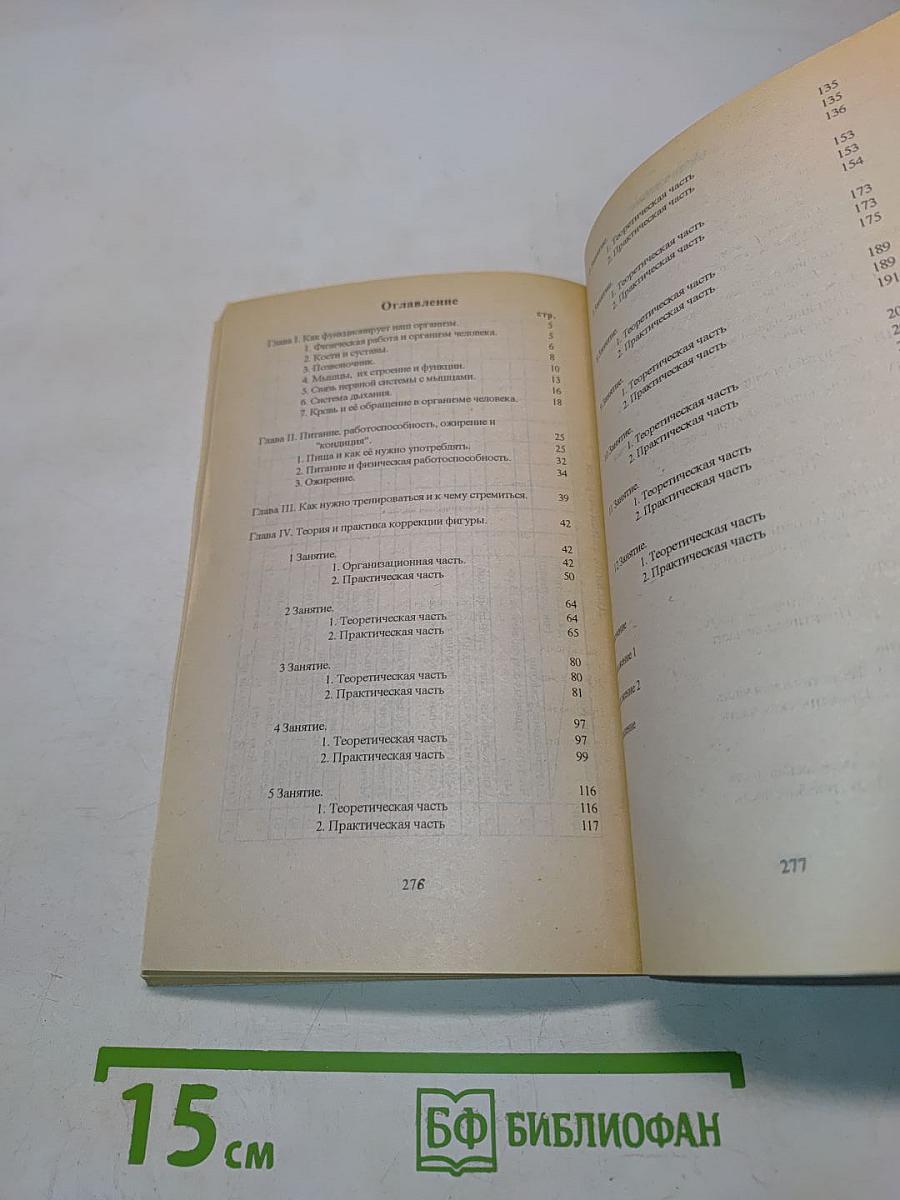 Оглавление
стр.
Глава I. Как функционирует наш организм. 5
1. Физическая работа и организм человека. 5
2. Кости и суставы. 6
3. Позвоночник. 8
4. Мышцы, их строение и функции. 10
5. Связь нервной системы с мышцами. 13
6. Система дыхания. 16
7. Кровь и её обращение в организме человека. 18
Глава II. Питание, работоспособность, ожирение и
"кондиция". 25
1. Пища и как её нужно употреблять. 25
2. Питание и физическая работоспособность. 32
3. Ожирение. 34
Глава III. Как нужно тренироваться и к чему стремиться. 39
Глава IV. Теория и практика коррекции фигуры. 42
1 Занятие. 42
1. Организационная часть. 42
2. Практическая часть 50
2 Занятие. 64
1. Теоретическая часть 64
2. Практическая часть 65
3 Занятие. 80
1. Теоретическая часть 80
2. Практическая часть 81
4 Занятие. 97
1. Теоретическая часть 97
2. Практическая часть 99
5 Занятие. 116
1. Теоретическая часть 116
2. Практическая часть 117
276
Занятие. 135
1. Теоретическая часть 135
2. Практическая часть 136
Занятие. 153
1. Теоретическая часть 153
2. Практическая часть 154
Занятие. 173
1. Теоретическая часть 173
2. Практическая часть 175
Занятие. 189
1. Теоретическая часть 189
2. Практическая часть 191
Занятие.
1. Теоретическая часть
2. Практическая часть
11 Занятие.
1. Теоретическая часть
2. Практическая часть
12 Занятие.
1. Теоретическая часть
2. Практическая часть
277
15 см
БФ БИБЛИОФАН